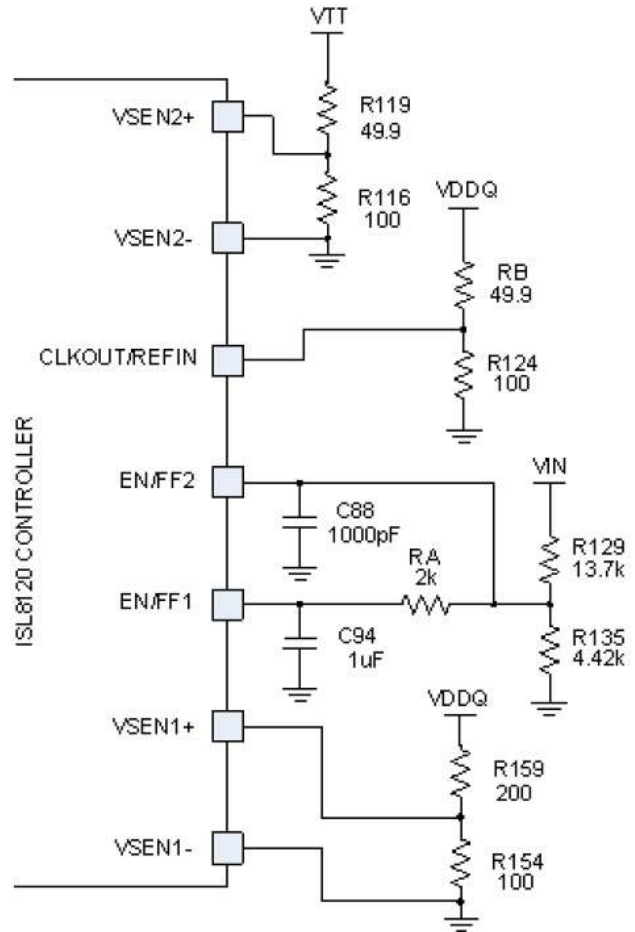 VTT
VSEN2+
R119
49.9
R116
100
VSEN2-
VDDQ
RB
49.9
CLKOUT/REFIN
R124
100
ISL8120 CONTROLLER
EN/FF2
C88
1000pF
VIN
R129
13.7k
RA
2k
EN/FF1
C94
1uF
R135
4.42k
VDDQ
VSEN1+
R159
200
VSEN1-
R154
100